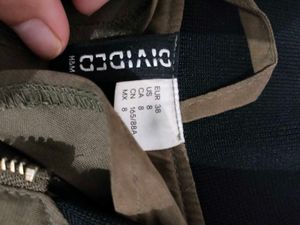 DIVIDED
H&M
EUR 38
US 8
CA 8
CN 165/88A
MX 8